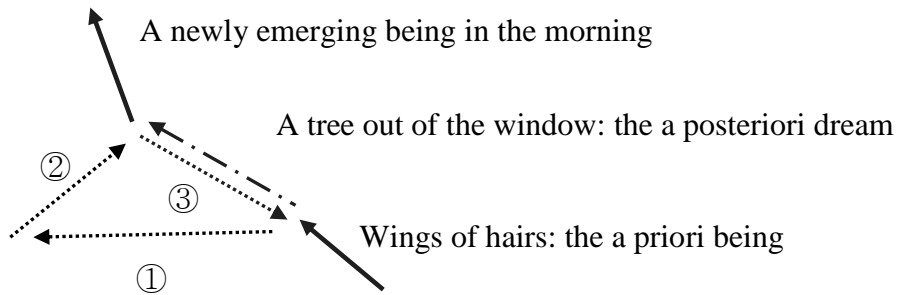 A newly emerging being in the morning
A tree out of the window: the a posteriori dream
②
③
Wings of hairs: the a priori being
①